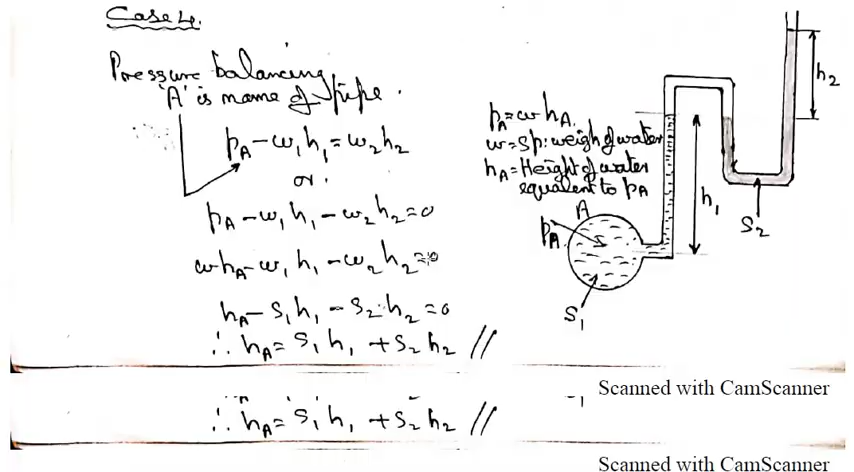 Case 4.
Pressure balancing
'A' is name of pipe.
pA - w₁h₁ = w₂h₂
or.
pA - w₁h₁ - w₂h₂ = 0
whA - w₁h₁ - w₂h₂ = 0
hA - S₁h₁ - S₂h₂ = 0
∴ hA = S₁h₁ + S₂h₂ //
pA = whA.
w = sp: weigh of water
hA = Height of water
equalent to pA
A
pA
S₁
h₁
h₂
S₂
Scanned with CamScanner
∴ hA = S₁h₁ + S₂h₂ //
Scanned with CamScanner